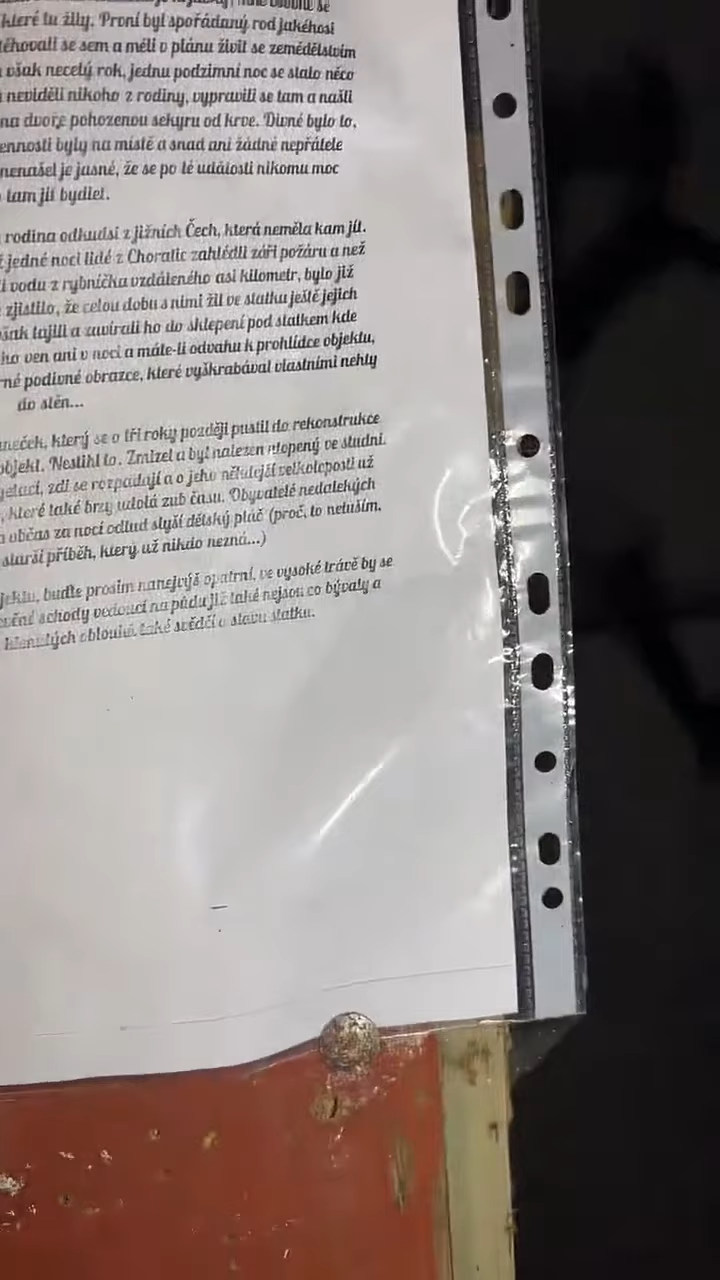 které tu žily. První byl spořádaný rod jakéhosi
těhovali se sem a měli v plánu živit se zemědělstvím
však necelý rok, jednu podzimní noc se stalo něco
neviděli nikoho z rodiny, vypravili se tam a našli
na dvoře pohozenou sekyru od krve. Divné bylo to,
ennosti byly na místě a snad ani žádné nepřátele
nenašel je jasné, že se po té události nikomu moc
tam jít bydlet.
rodina odkudsi z jižních Čech, která neměla kam jít.
jedné noci lidé z Choratic zahlédli záři požáru a než
i vodu z rybníčka vzdáleného asi kilometr, bylo již
zjistilo, že celou dobu s nimi žil ve statku ještě jejich
šak tajili a zavírali ho do sklepení pod statkem kde
ho ven ani v noci a máte-li odvahu k prohlídce objektu,
né podivné obrazce, které vyškrabával vlastními nehty
do stěn...
neček, který se o tři roky později pustil do rekonstrukce
objekt. Nestihl to. Zmizel a byl nalezen utopený ve studni.
getací, zdi se rozpadají a o jeho někdejší velkoleposti už
, které také brzy udolá zub času. Obyvatelé nedalekých
občas za nocí odtud slyší dětský pláč (proč, to netuším.
starší příběh, který už nikdo nezná...)
jektu, buďte prosím nanejvýš opatrní, ve vysoké trávě by se
schody vedoucí na půdu již také nejsou co bývaly a
klenutých také svědčí o stavu statku.